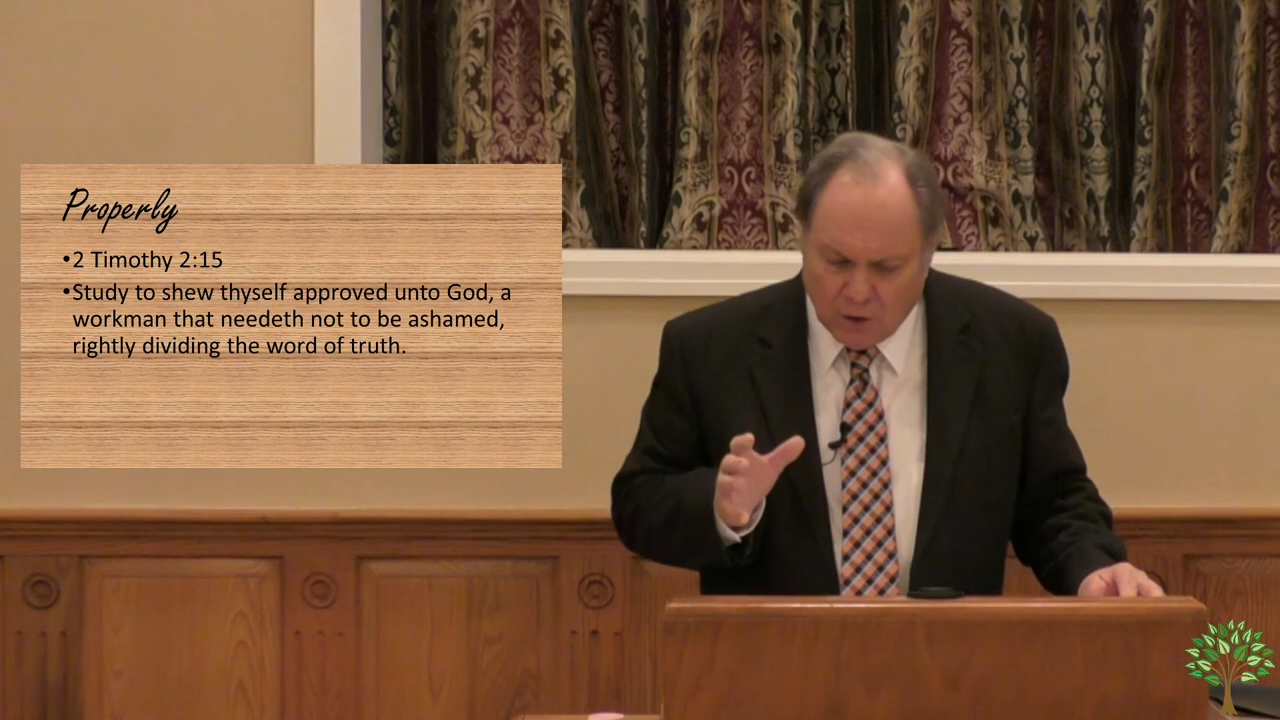 Properly
•2 Timothy 2:15
•Study to shew thyself approved unto God, a
workman that needeth not to be ashamed,
rightly dividing the word of truth.